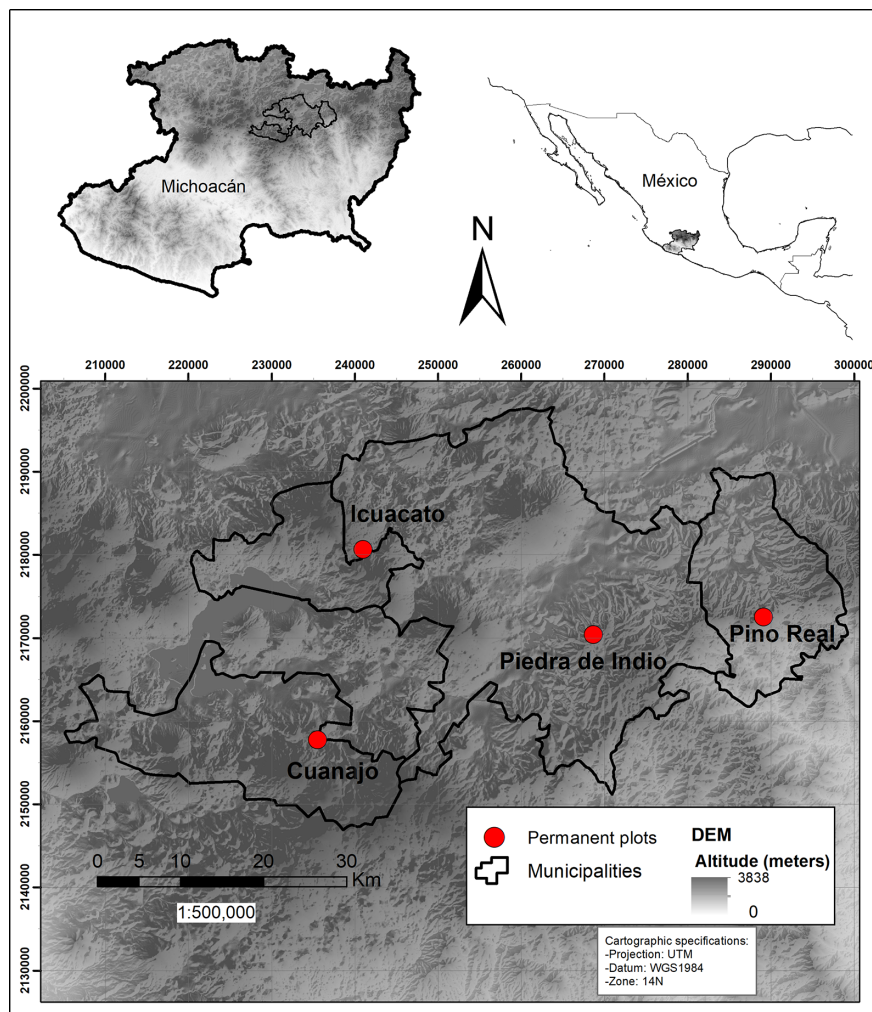 Michoacán
México
N
210000 220000 230000 240000 250000 260000 270000 280000 290000 300000
2200000
2190000
2180000
2170000
2160000
2150000
2140000
2130000
Icuacato
Pino Real
Piedra de Indio
Cuanajo
0 5 10 20 30
Km
1:500,000
Permanent plots
Municipalities
DEM
Altitude (meters)
3838
0
Cartographic specifications:
-Projection: UTM
-Datum: WGS1984
-Zone: 14N